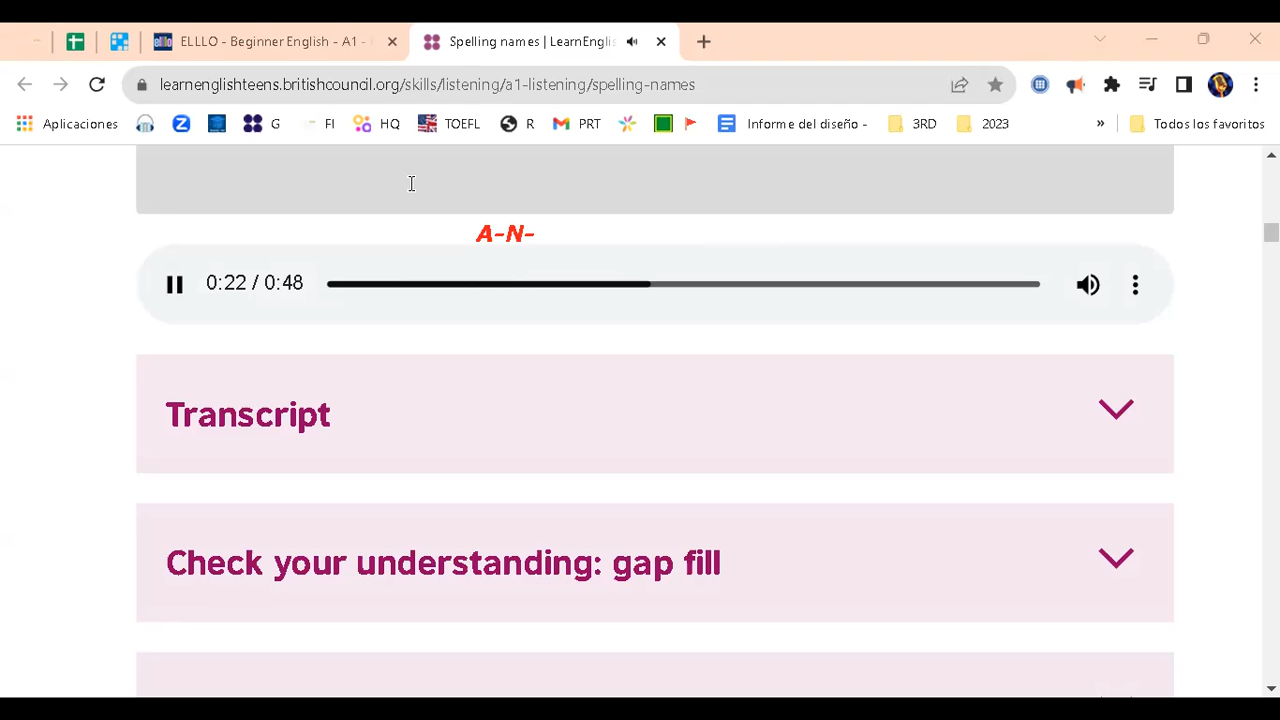 ELLLO - Beginner English - A1 -
Spelling names | LearnEnglis
learnenglishteens.britishcouncil.org/skills/listening/a1-listening/spelling-names
Aplicaciones G FI HQ TOEFL R PRT Informe del diseño - 3RD 2023 » Todos los favoritos
A-N-
0:22 / 0:48
Transcript
Check your understanding: gap fill